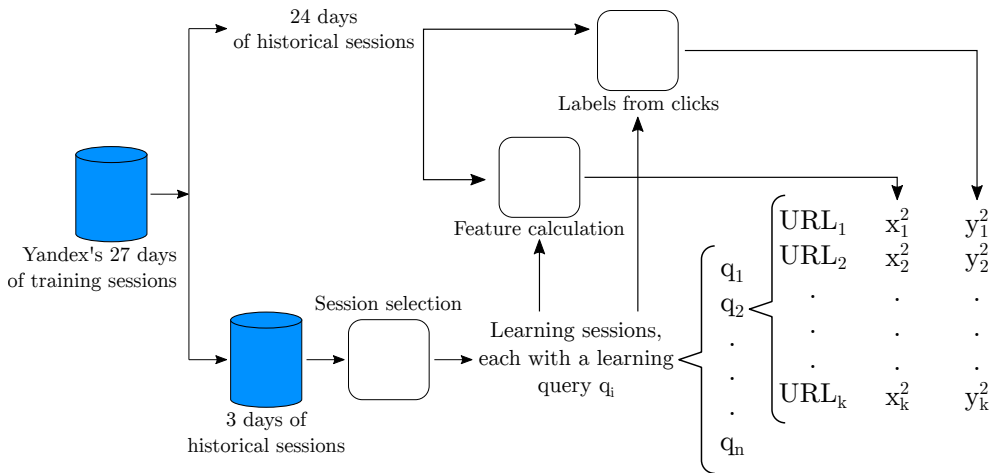 24 days
of historical sessions
Labels from clicks
Yandex's 27 days
of training sessions
Feature calculation
Session selection
3 days of
historical sessions
Learning sessions,
each with a learning
query qᵢ
q₁
q₂
.
.
.
qₙ
URL₁ x₁² y₁²
URL₂ x₂² y₂²
. . .
. . .
. . .
URLₖ xₖ² yₖ²